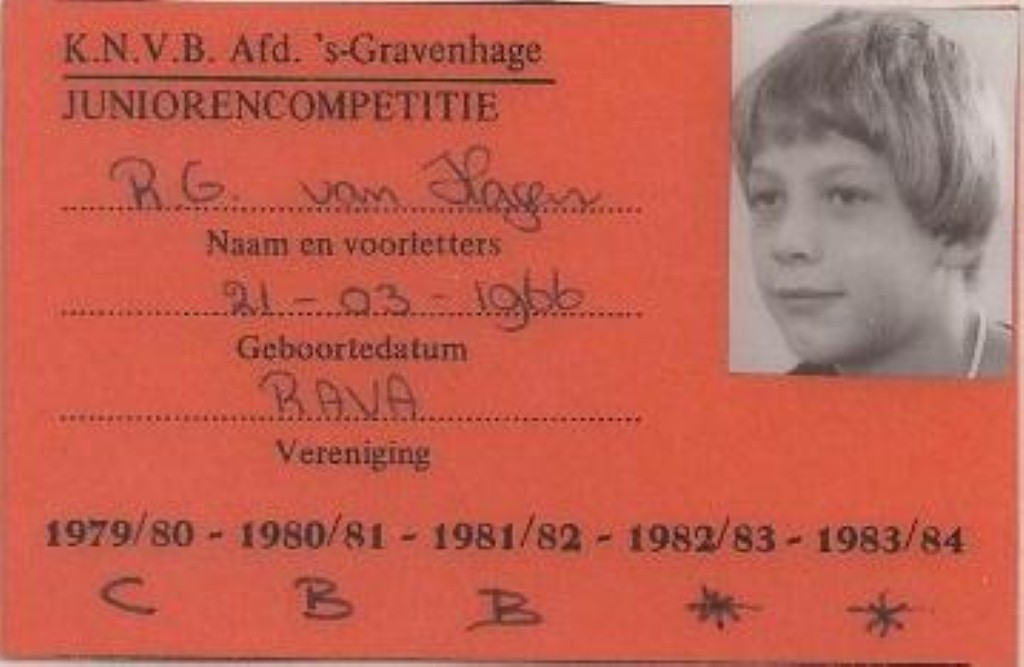 K.N.V.B. Afd. 's-Gravenhage
JUNIORENCOMPETITIE
R.G. van Hagen
Naam en voorletters
21-03-1966
Geboortedatum
RAVA
Vereniging
1979/80 - 1980/81 - 1981/82 - 1982/83 - 1983/84
C B B * *